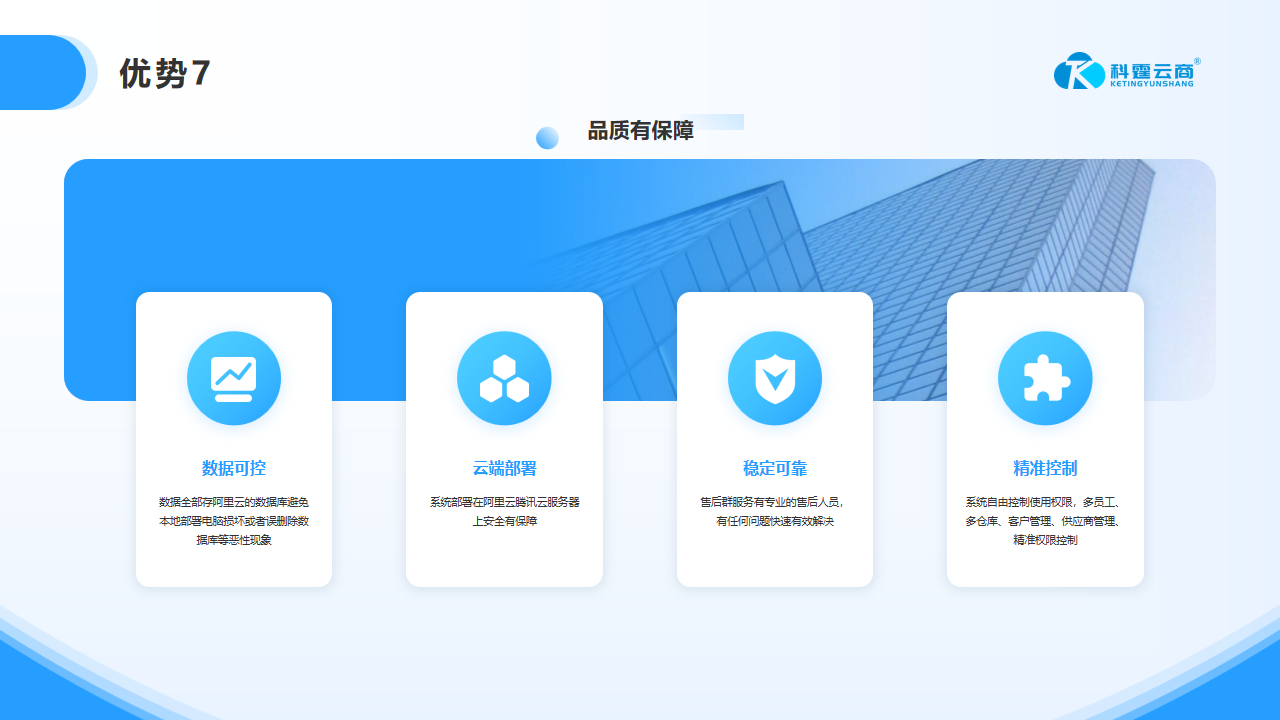 优势7
科霆云商®
KETINGYUNSHANG
品质有保障
数据可控
数据全部存阿里云的数据库避免
本地部署电脑损坏或者误删除数
据库等恶性现象
云端部署
系统部署在阿里云腾讯云服务器
上安全有保障
稳定可靠
售后群服务有专业的售后人员，
有任何问题快速有效解决
精准控制
系统自由控制使用权限，多员工、
多仓库、客户管理、供应商管理、
精准权限控制